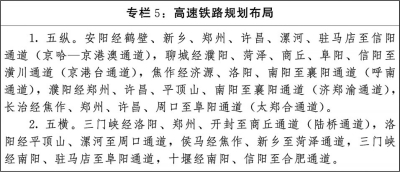 专栏 5：高速铁路规划布局
1. 五纵。安阳经鹤壁、新乡、郑州、许昌、漯河、驻马店至信阳
通道（京哈—京港澳通道），聊城经濮阳、菏泽、商丘、阜阳、信阳至
潢川通道（京港台通道），焦作经济源、洛阳、南阳至襄阳通道（呼南
通道），濮阳经郑州、许昌、平顶山、南阳至襄阳通道（济郑渝通道），
长治经焦作、郑州、许昌、周口至阜阳通道（太郑合通道）。
2. 五横。三门峡经洛阳、郑州、开封至商丘通道（陆桥通道），洛
阳经平顶山、漯河至周口通道，侯马经焦作、新乡至菏泽通道，三门峡
经南阳、驻马店至阜阳通道，十堰经南阳、信阳至合肥通道。